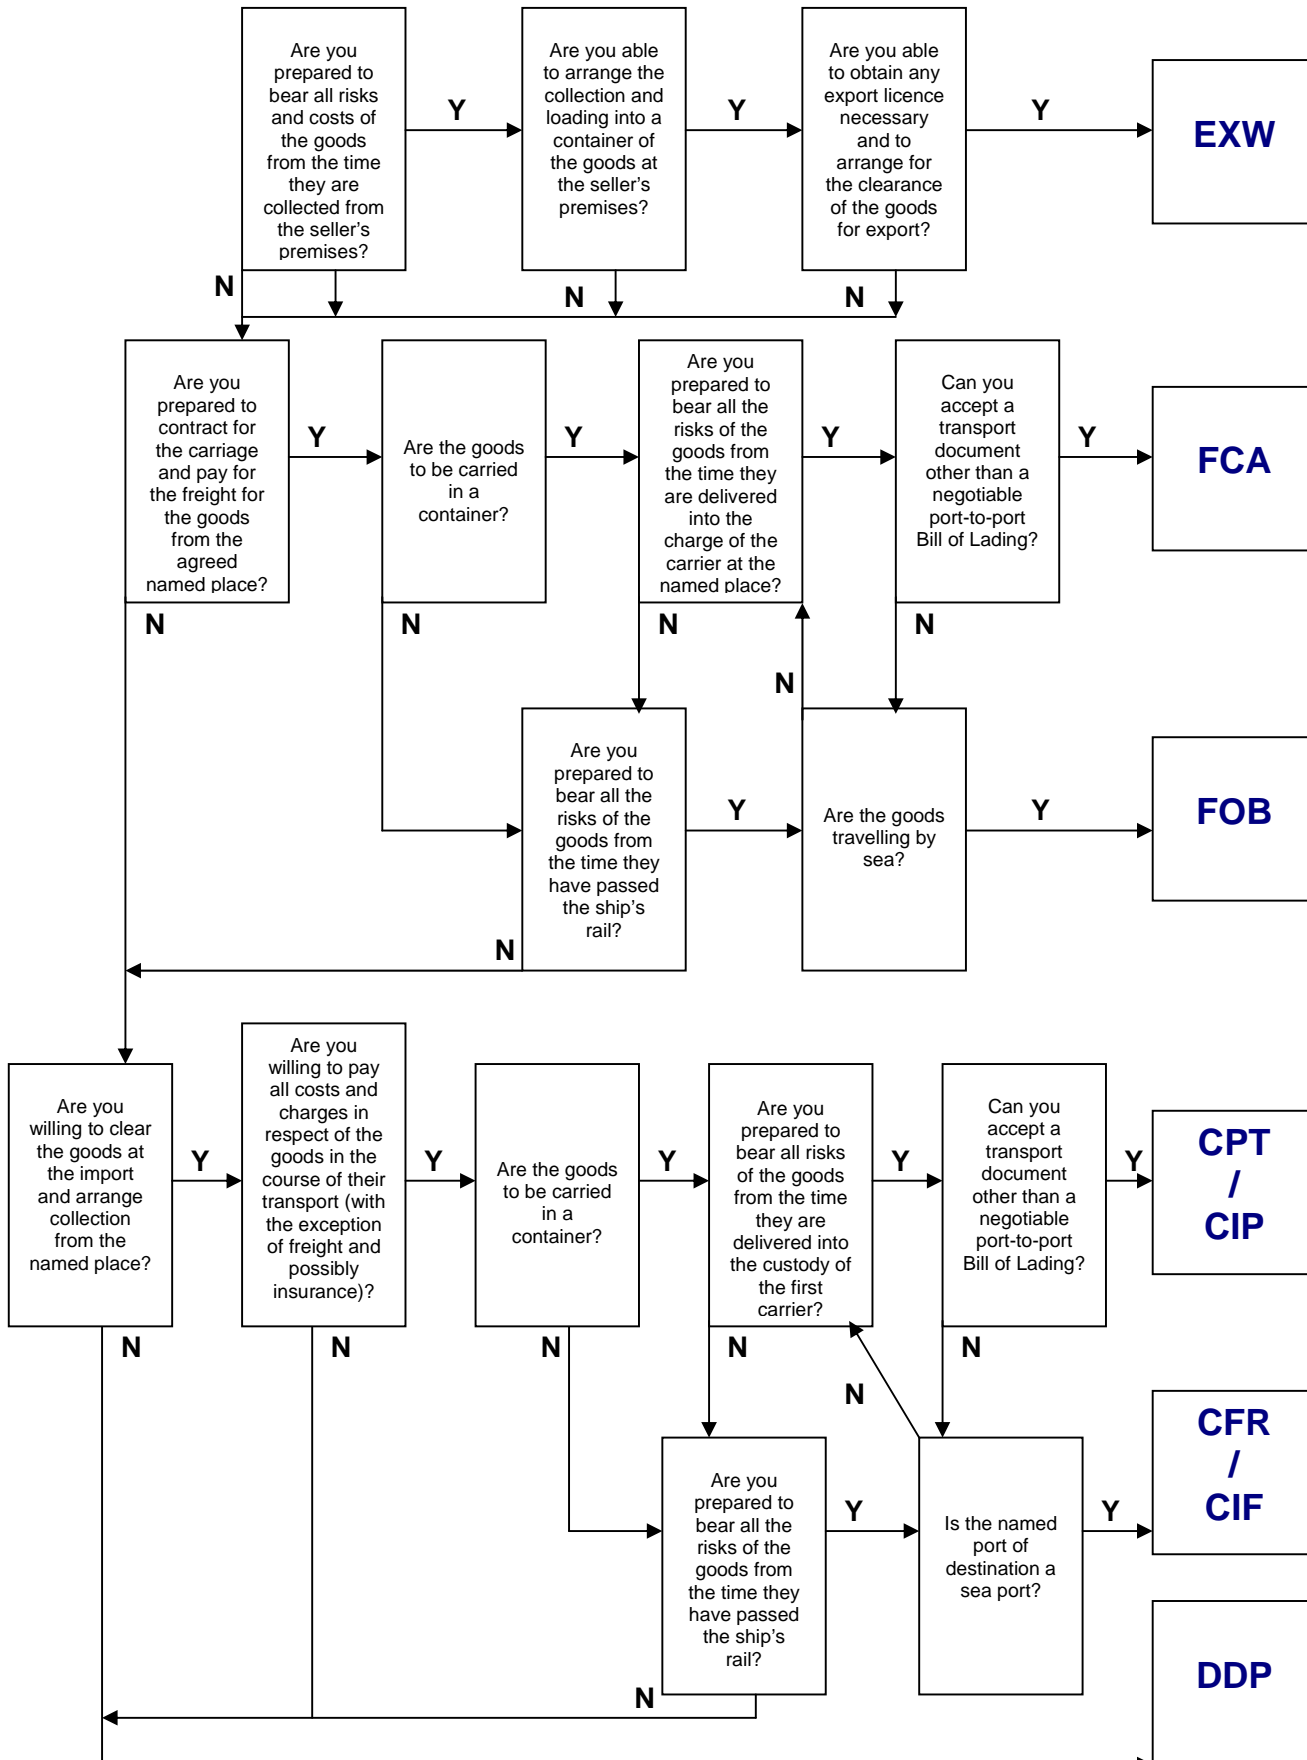 Are you
prepared to
bear all risks
and costs of
the goods
from the time
they are
collected from
the seller's
premises?
Y
Are you able
to arrange the
collection and
loading into a
container of
the goods at
the seller's
premises?
Y
Are you able
to obtain any
export licence
necessary
and to
arrange for
the clearance
of the goods
for export?
Y
EXW
N
N
N
Are you
prepared to
contract for
the carriage
and pay for
the freight for
the goods
from the
agreed
named place?
Y
Are the goods
to be carried
in a
container?
Y
Are you
prepared to
bear all the
risks of the
goods from
the time they
are delivered
into the
charge of the
carrier at the
named place?
Y
Can you
accept a
transport
document
other than a
negotiable
port-to-port
Bill of Lading?
Y
FCA
N
N
N
N
N
Are you
prepared to
bear all the
risks of the
goods from
the time they
have passed
the ship's
rail?
Y
Are the goods
travelling by
sea?
Y
FOB
N
Are you
willing to clear
the goods at
the import
and arrange
collection
from the
named place?
Y
Are you
willing to pay
all costs and
charges in
respect of the
goods in the
course of their
transport (with
the exception
of freight and
possibly
insurance)?
Y
Are the goods
to be carried
in a
container?
Y
Are you
prepared to
bear all risks
of the goods
from the time
they are
delivered into
the custody of
the first
carrier?
Y
Can you
accept a
transport
document
other than a
negotiable
port-to-port
Bill of Lading?
Y
CPT
/
CIP
N
N
N
N
N
N
Are you
prepared to
bear all the
risks of the
goods from
the time they
have passed
the ship's
rail?
Y
Is the named
port of
destination a
sea port?
Y
CFR
/
CIF
N
DDP